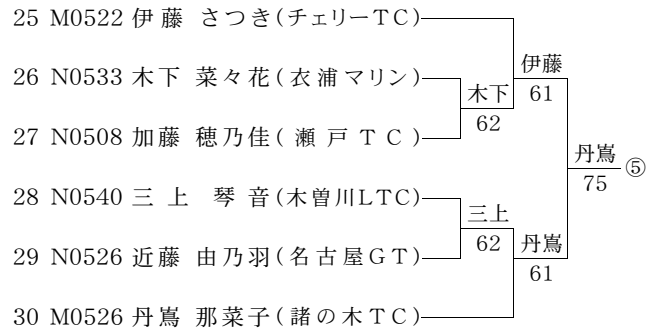 25 M0522 伊藤 さつき(チェリーTC)
伊藤
26 N0533 木下 菜々花(衣浦マリン)
木下
61
62
27 N0508 加藤 穂乃佳(瀬戸TC)
丹嶌
⑤
75
28 N0540 三上 琴音(木曽川LTC)
三上
62
丹嶌
29 N0526 近藤 由乃羽(名古屋GT)
61
30 M0526 丹嶌 那菜子(諸の木TC)